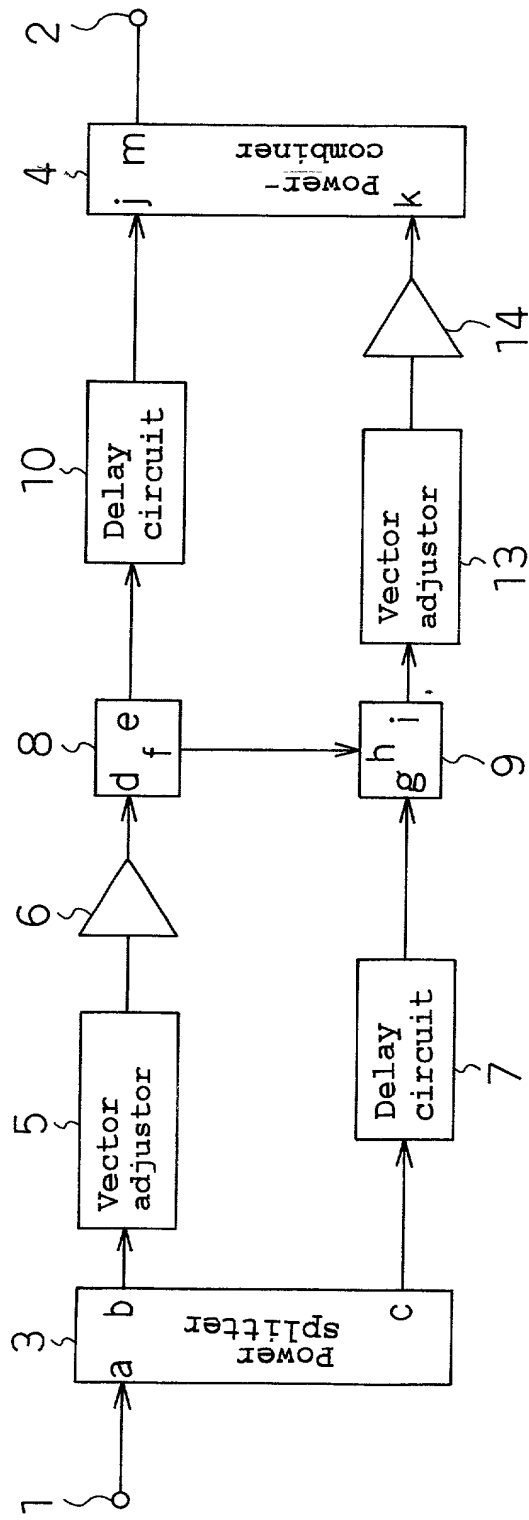 1
3
a
b
Power
splitter
c
5
Vector
adjustor
6
8
d
e
f
10
Delay
circuit
4
j
m
Power-
combiner
k
2
7
Delay
circuit
9
h
g
i
13
Vector
adjustor
14